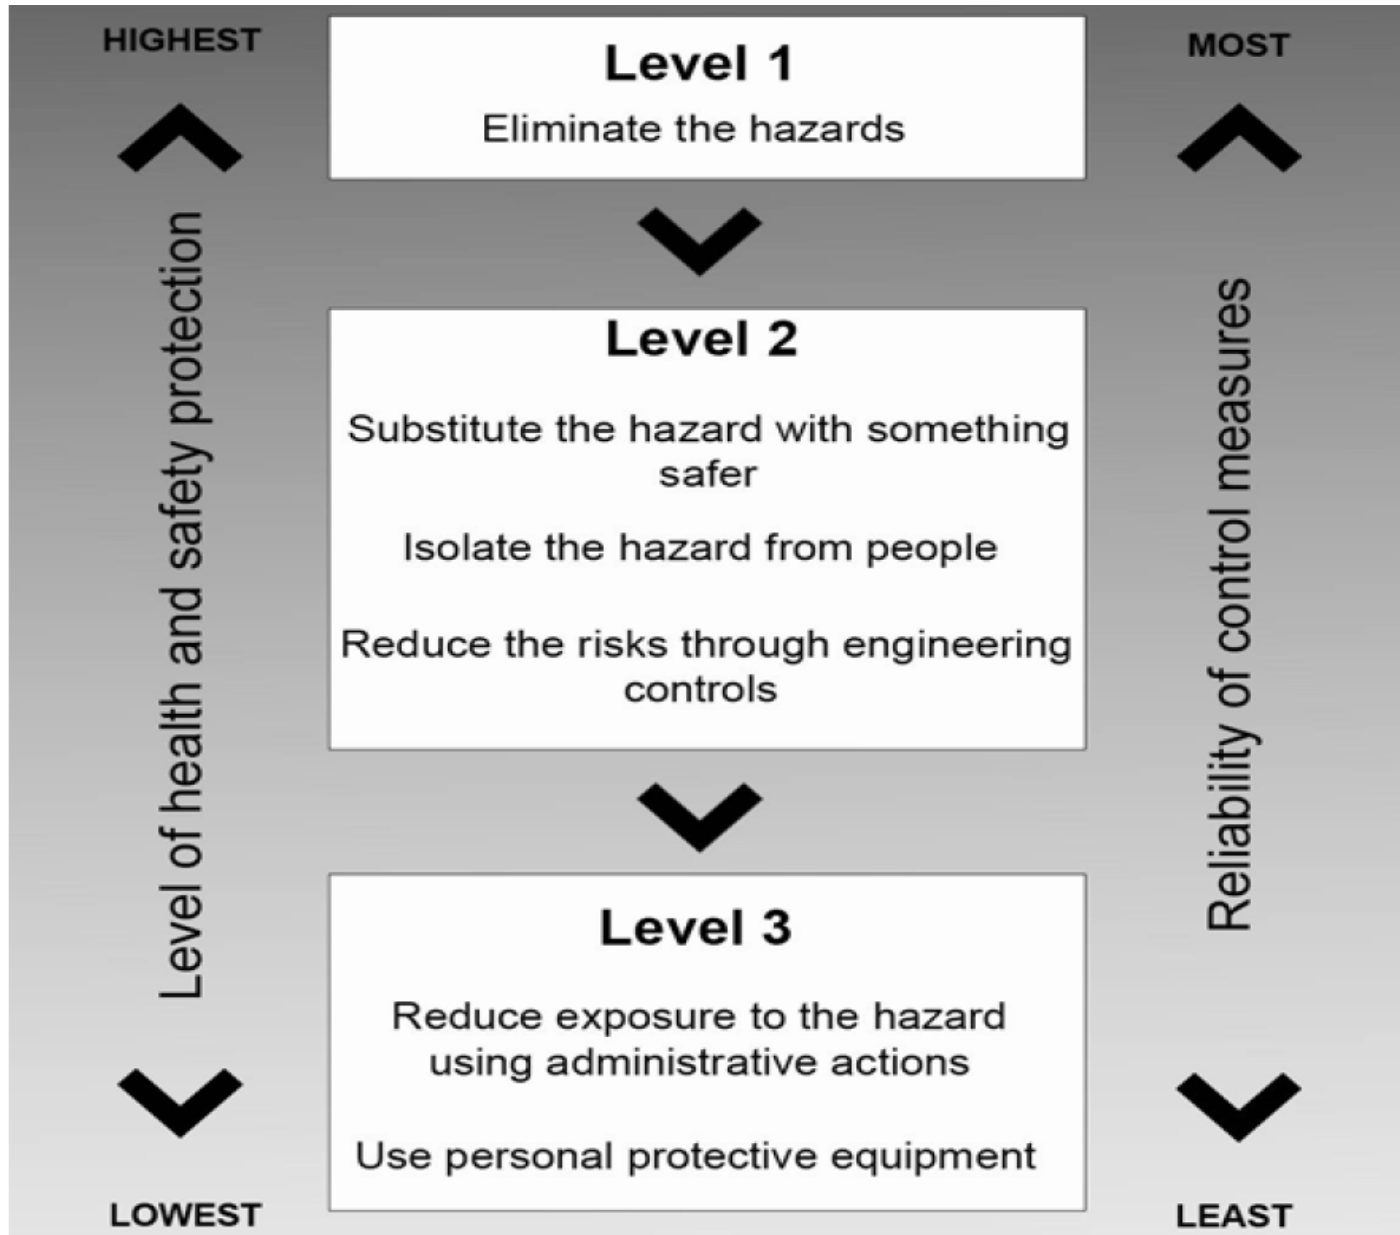 HIGHEST
MOST
Level 1
Eliminate the hazards
Level 2
Substitute the hazard with something
safer
Isolate the hazard from people
Reduce the risks through engineering
controls
Level 3
Reduce exposure to the hazard
using administrative actions
Use personal protective equipment
Level of health and safety protection
Reliability of control measures
LOWEST
LEAST